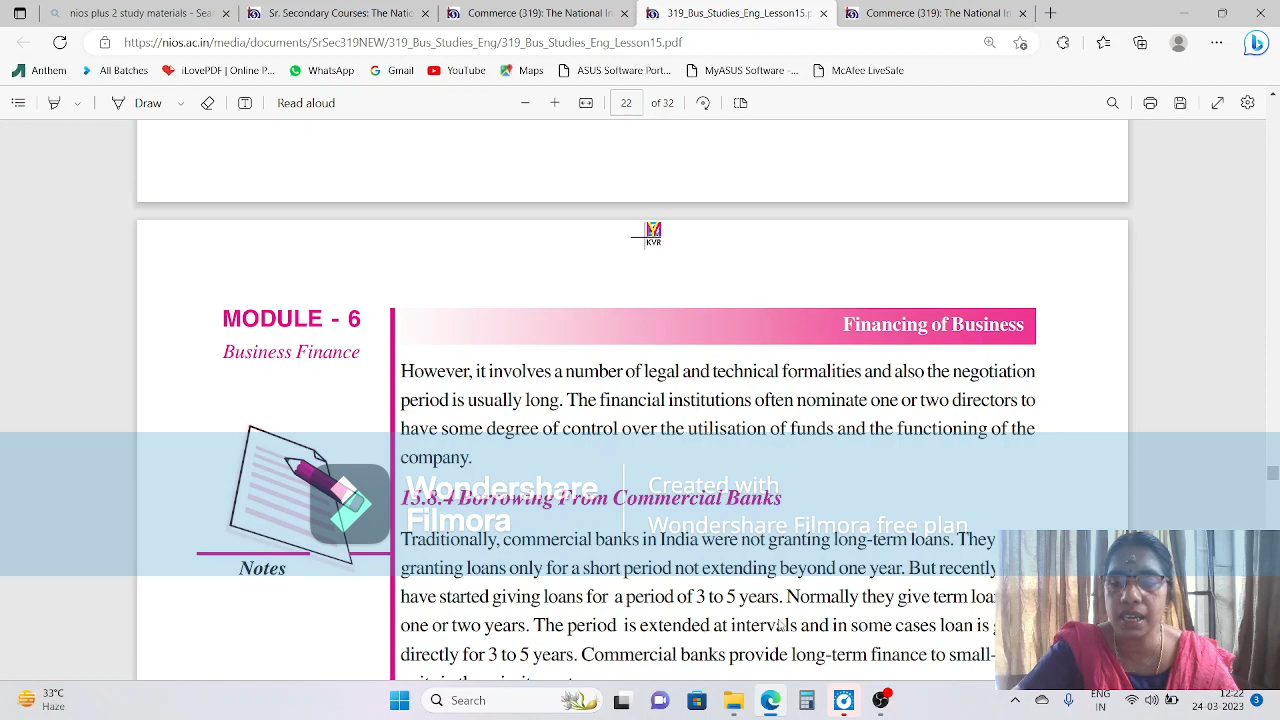 nios plus 2 materials - Sea
Sr. Secondary Courses: The Nati
Commerce (319): The National In
319_Bus_Studies_Eng_Lesson15.p
Commerce (319): The National In
https://nios.ac.in/media/documents/SrSec319NEW/319_Bus_Studies_Eng/319_Bus_Studies_Eng_Lesson15.pdf
Anthem
All Batches
iLovePDF | Online P...
WhatsApp
Gmail
YouTube
Maps
ASUS Software Port...
MyASUS Software -...
McAfee LiveSafe
Draw
Read aloud
22 of 32
KVR
MODULE - 6
Business Finance
Notes
Financing of Business
However, it involves a number of legal and technical formalities and also the negotiation
period is usually long. The financial institutions often nominate one or two directors to
have some degree of control over the utilisation of funds and the functioning of the
company.
15.8.4 Borrowing From Commercial Banks
Traditionally, commercial banks in India were not granting long-term loans. They
granting loans only for a short period not extending beyond one year. But recently
have started giving loans for a period of 3 to 5 years. Normally they give term loa
one or two years. The period is extended at intervals and in some cases loan is
directly for 3 to 5 years. Commercial banks provide long-term finance to small-
Wondershare
Filmora
Created with
Wondershare Filmora free plan
33°C
Haze
Search
ENG
IN
12:23
24-03-2023
3